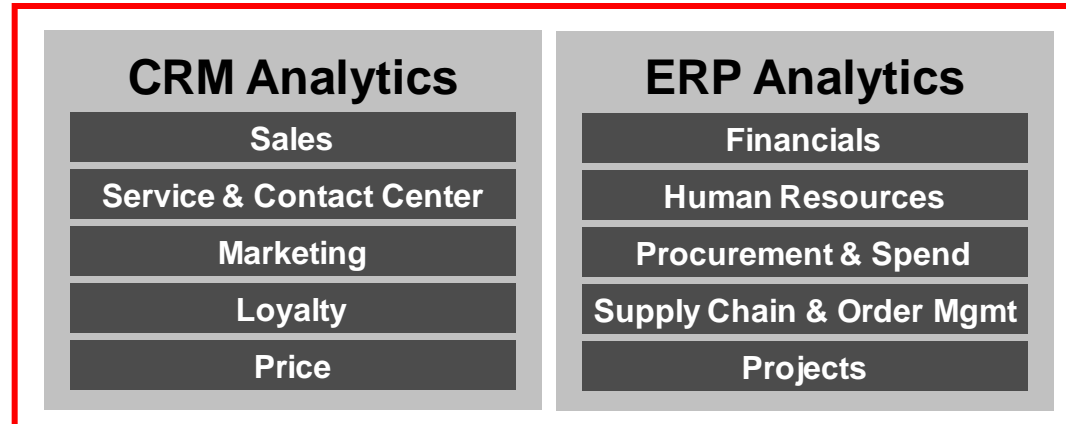 CRM Analytics
Sales
Service & Contact Center
Marketing
Loyalty
Price
ERP Analytics
Financials
Human Resources
Procurement & Spend
Supply Chain & Order Mgmt
Projects